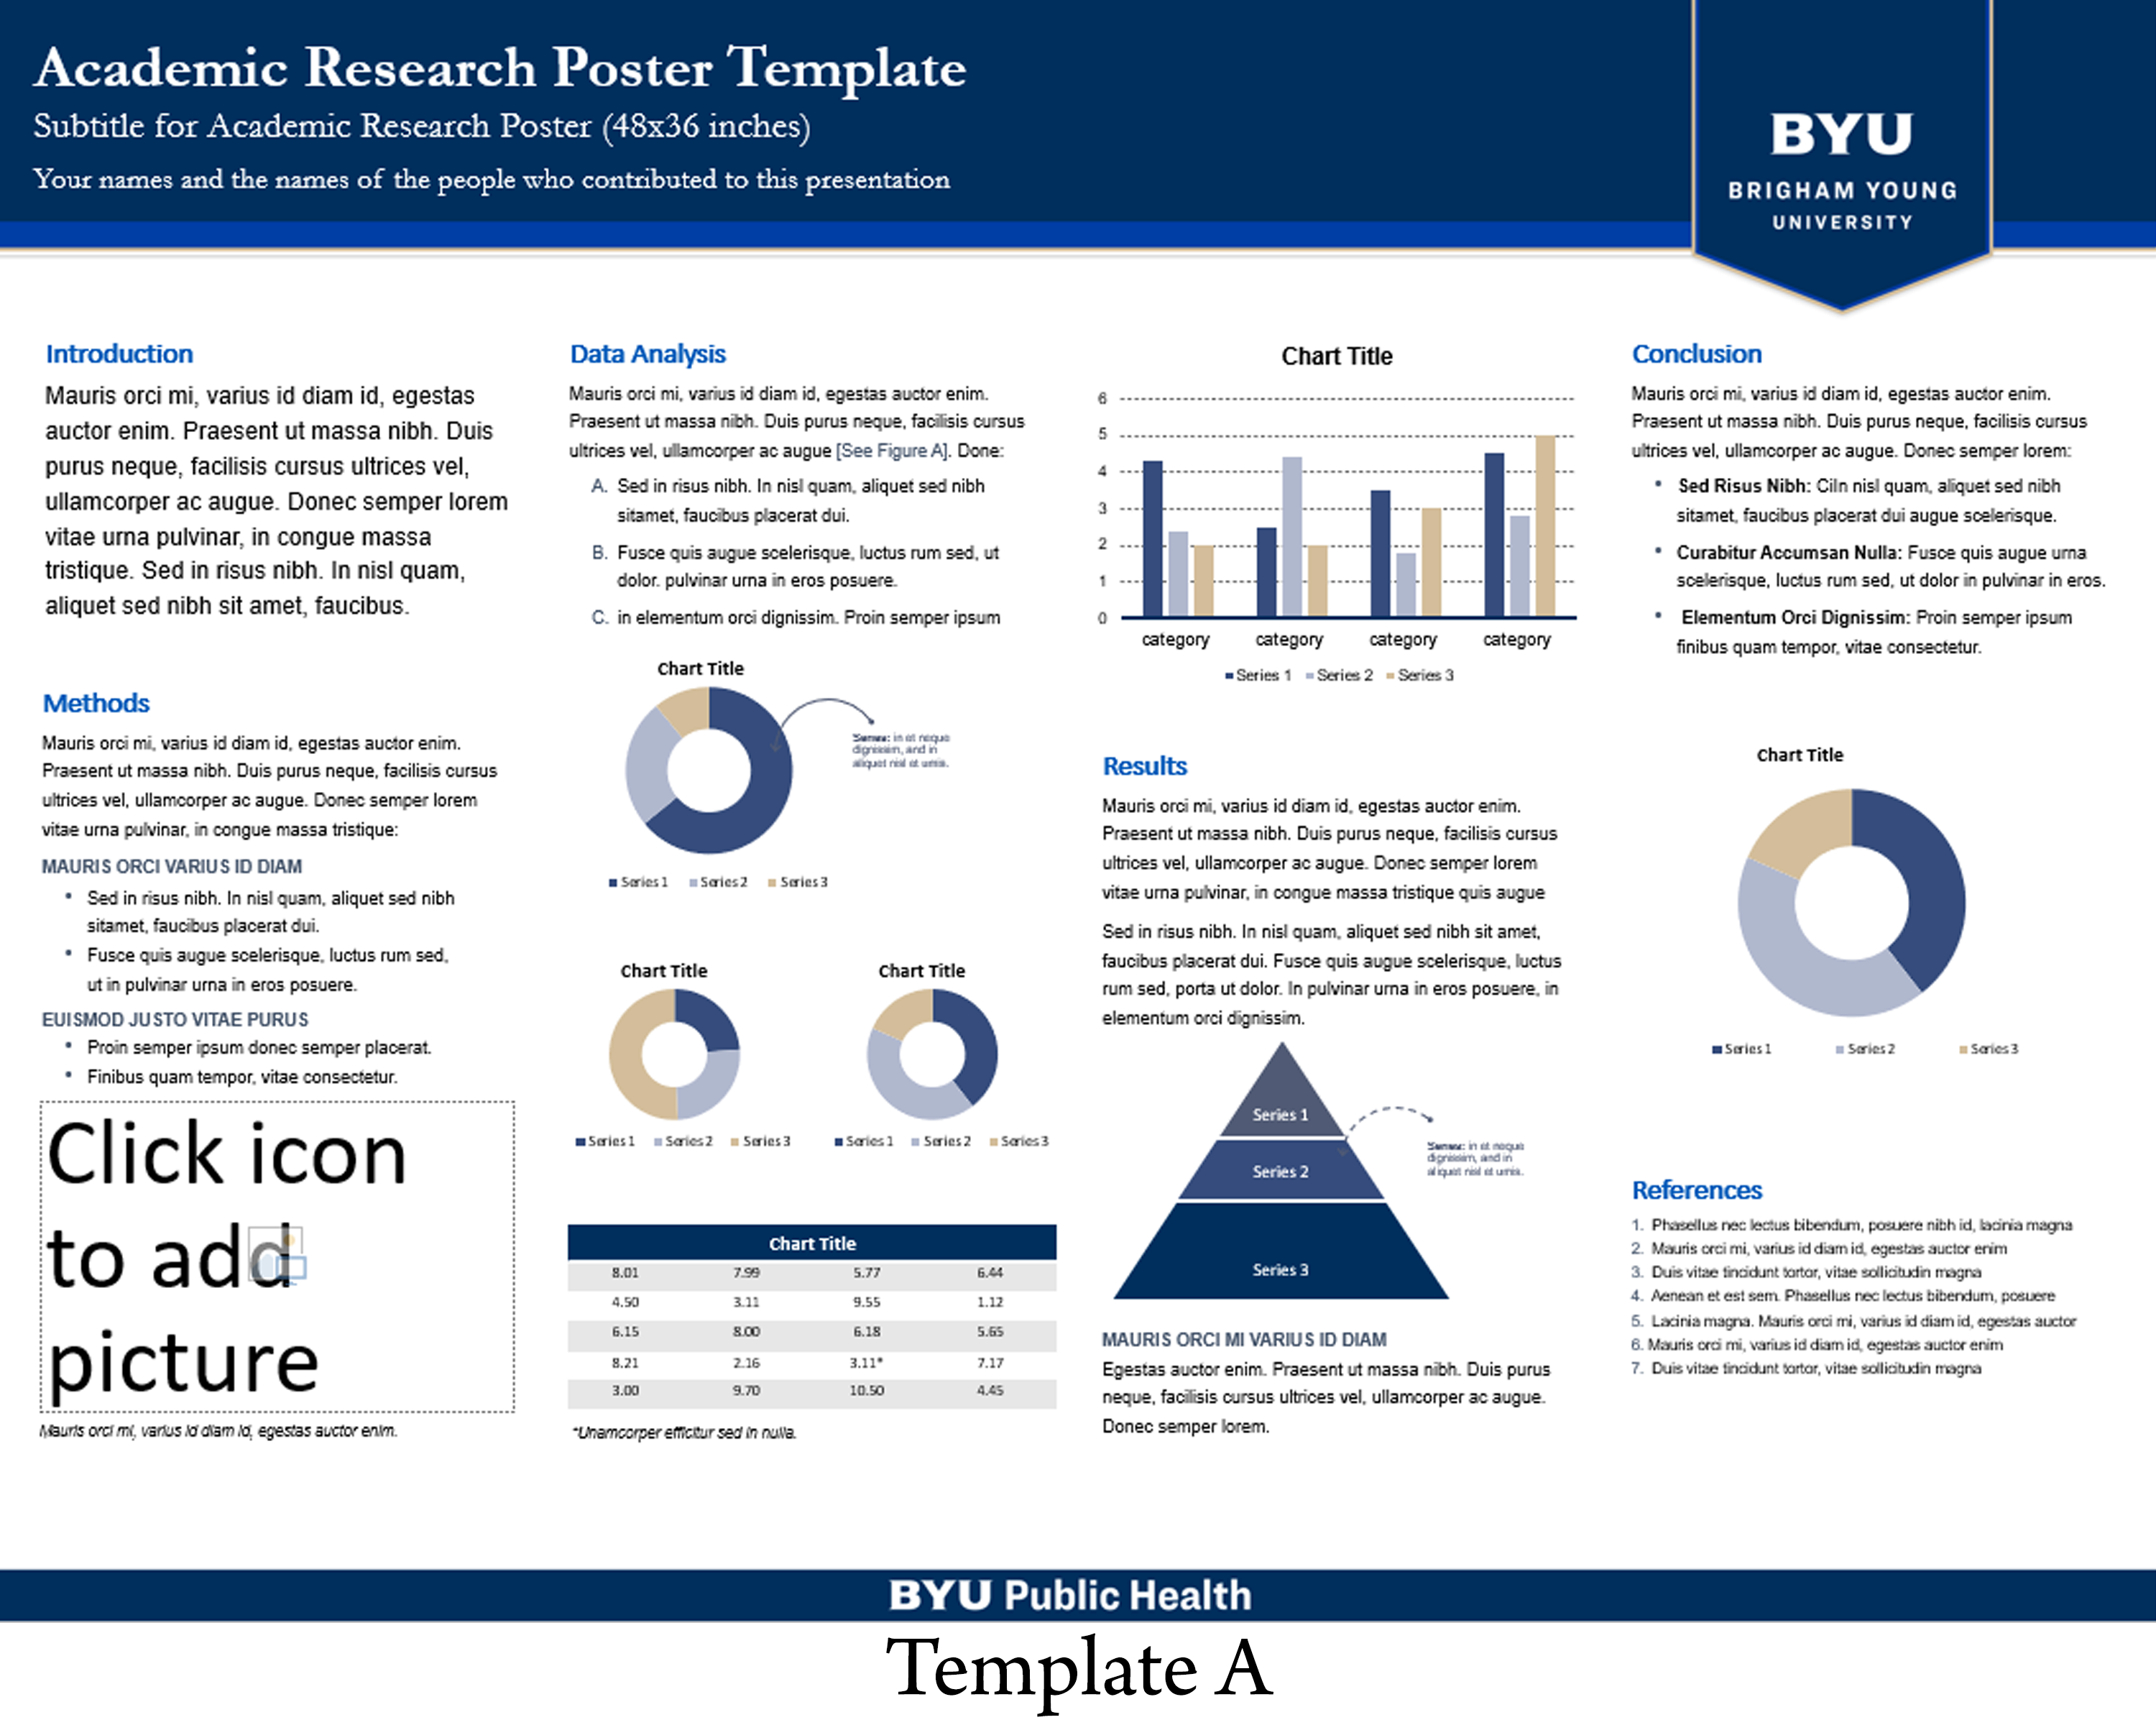 Academic Research Poster Template
Subtitle for Academic Research Poster (48x36 inches)
Your names and the names of the people who contributed to this presentation
BYU
BRIGHAM YOUNG
UNIVERSITY
Introduction
Mauris orci mi, varius id diam id, egestas
auctor enim. Praesent ut massa nibh. Duis
purus neque, facilisis cursus ultrices vel,
ullamcorper ac augue. Donec semper lorem
vitae urna pulvinar, in congue massa
tristique. Sed in risus nibh. In nisl quam,
aliquet sed nibh sit amet, faucibus.
Methods
Mauris orci mi, varius id diam id, egestas auctor enim.
Praesent ut massa nibh. Duis purus neque, facilisis cursus
ultrices vel, ullamcorper ac augue. Donec semper lorem
vitae urna pulvinar, in congue massa tristique:
MAURIS ORCI VARIUS ID DIAM
• Sed in risus nibh. In nisl quam, aliquet sed nibh
sitamet, faucibus placerat dui.
• Fusce quis augue scelerisque, luctus rum sed,
ut in pulvinar urna in eros posuere.
EUISMOD JUSTO VITAE PURUS
• Proin semper ipsum donec semper placerat.
• Finibus quam tempor, vitae consectetur.
Click icon
to add
picture
Mauris orci mi, varius id diam id, egestas auctor enim.
Data Analysis
Mauris orci mi, varius id diam id, egestas auctor enim.
Praesent ut massa nibh. Duis purus neque, facilisis cursus
ultrices vel, ullamcorper ac augue [See Figure A]. Done:
A. Sed in risus nibh. In nisl quam, aliquet sed nibh
sitamet, faucibus placerat dui.
B. Fusce quis augue scelerisque, luctus rum sed, ut
dolor. pulvinar urna in eros posuere.
C. in elementum orci dignissim. Proin semper ipsum
Chart Title
in et neque
dignissim, and in
aliquet nisl et urnis.
Series 1 Series 2 Series 3
Chart Title
Series 1 Series 2 Series 3
Chart Title
Series 1 Series 2 Series 3
Chart Title
8.01 7.99 5.77 6.44
4.50 3.11 9.55 1.12
6.15 8.00 6.18 5.65
8.21 2.16 3.11* 7.17
3.00 9.70 10.50 4.45
*Unamcorper efficitur sed in nulla.
Chart Title
6
5
4
3
2
1
0
category category category category
Series 1 Series 2 Series 3
Results
Mauris orci mi, varius id diam id, egestas auctor enim.
Praesent ut massa nibh. Duis purus neque, facilisis cursus
ultrices vel, ullamcorper ac augue. Donec semper lorem
vitae urna pulvinar, in congue massa tristique quis augue
Sed in risus nibh. In nisl quam, aliquet sed nibh sit amet,
faucibus placerat dui. Fusce quis augue scelerisque, luctus
rum sed, porta ut dolor. In pulvinar urna in eros posuere, in
elementum orci dignissim.
Series 1
Series 2
Series 3
in et neque
dignissim, and in
aliquet nisl et urnis.
MAURIS ORCI MI VARIUS ID DIAM
Egestas auctor enim. Praesent ut massa nibh. Duis purus
neque, facilisis cursus ultrices vel, ullamcorper ac augue.
Donec semper lorem.
Conclusion
Mauris orci mi, varius id diam id, egestas auctor enim.
Praesent ut massa nibh. Duis purus neque, facilisis cursus
ultrices vel, ullamcorper ac augue. Donec semper lorem:
• Sed Risus Nibh: CiIn nisl quam, aliquet sed nibh
sitamet, faucibus placerat dui augue scelerisque.
• Curabitur Accumsan Nulla: Fusce quis augue urna
scelerisque, luctus rum sed, ut dolor in pulvinar in eros.
• Elementum Orci Dignissim: Proin semper ipsum
finibus quam tempor, vitae consectetur.
Chart Title
Series 1 Series 2 Series 3
References
1. Phasellus nec lectus bibendum, posuere nibh id, lacinia magna
2. Mauris orci mi, varius id diam id, egestas auctor enim
3. Duis vitae tincidunt tortor, vitae sollicitudin magna
4. Aenean et est sem. Phasellus nec lectus bibendum, posuere
5. Lacinia magna. Mauris orci mi, varius id diam id, egestas auctor
6. Mauris orci mi, varius id diam id, egestas auctor enim
7. Duis vitae tincidunt tortor, vitae sollicitudin magna
BYU Public Health
Template A